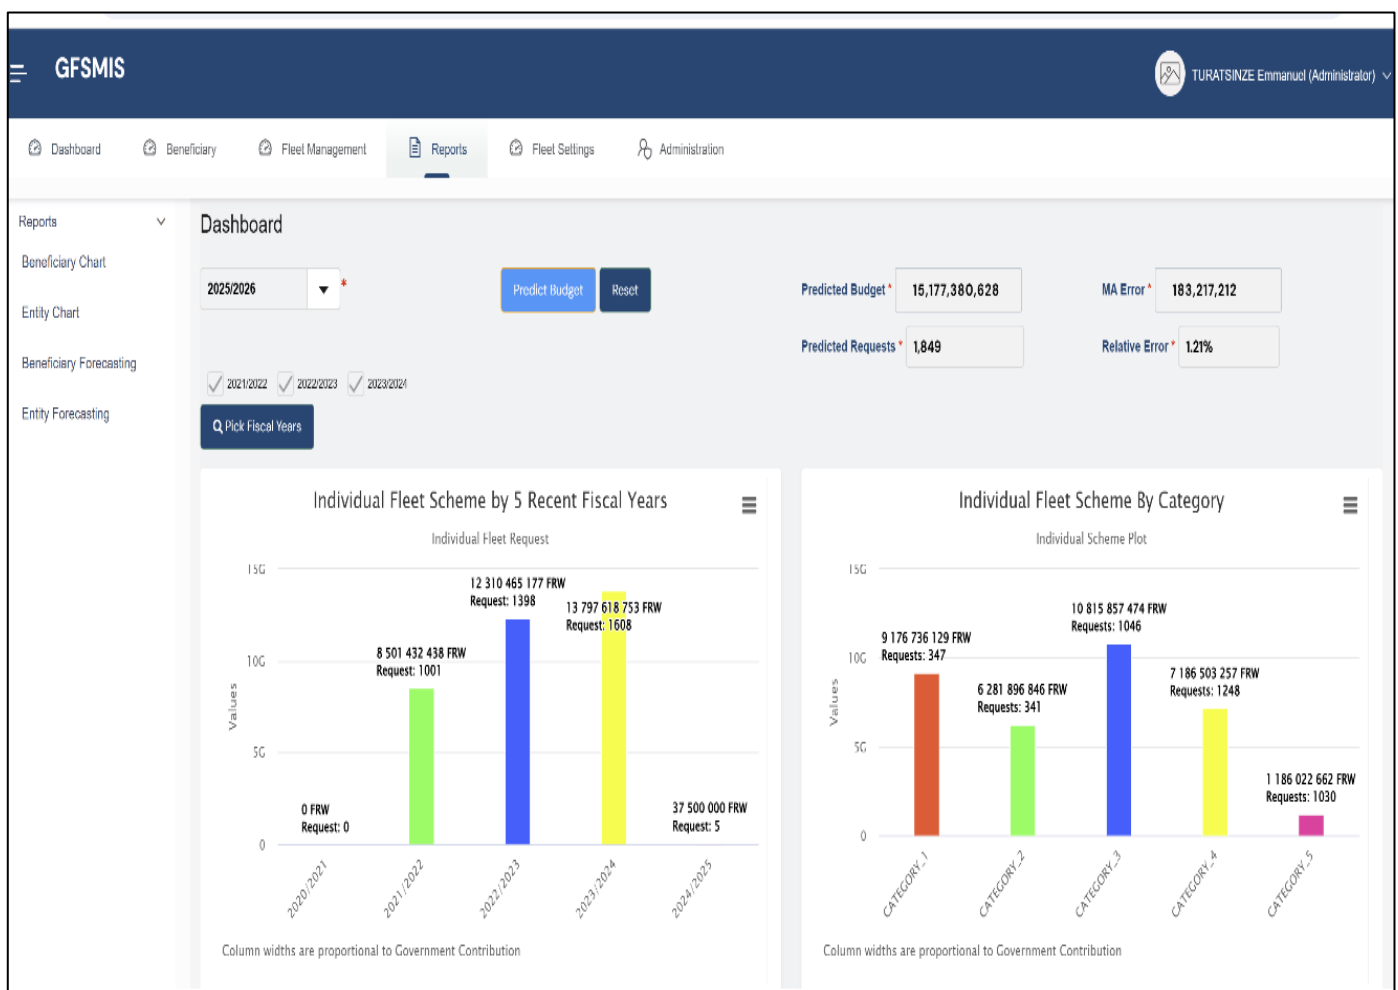 GFSMIS
TURATSINZE Emmanuel (Administrator)
Dashboard
Beneficiary
Fleet Management
Reports
Fleet Settings
Administration
Reports
Beneficiary Chart
Entity Chart
Beneficiary Forecasting
Entity Forecasting
Dashboard
2025/2026 *
Predict Budget
Reset
Predicted Budget * 15,177,380,628
MA Error * 183,217,212
Predicted Requests * 1,849
Relative Error * 1.21%
2021/2022 2022/2023 2023/2024
Pick Fiscal Years
Individual Fleet Scheme by 5 Recent Fiscal Years
Individual Fleet Request
Values
15G
10G
5G
0
0 FRW
Request: 0
8 501 432 438 FRW
Request: 1001
12 310 465 177 FRW
Request: 1398
13 797 618 753 FRW
Request: 1608
37 500 000 FRW
Request: 5
2020/2021
2021/2022
2022/2023
2023/2024
2024/2025
Column widths are proportional to Government Contribution
Individual Fleet Scheme By Category
Individual Scheme Plot
Values
15G
10G
5G
0
9 176 736 129 FRW
Requests: 347
6 281 896 846 FRW
Requests: 341
10 815 857 474 FRW
Requests: 1046
7 186 503 257 FRW
Requests: 1248
1 186 022 662 FRW
Requests: 1030
CATEGORY_1
CATEGORY_2
CATEGORY_3
CATEGORY_4
CATEGORY_5
Column widths are proportional to Government Contribution